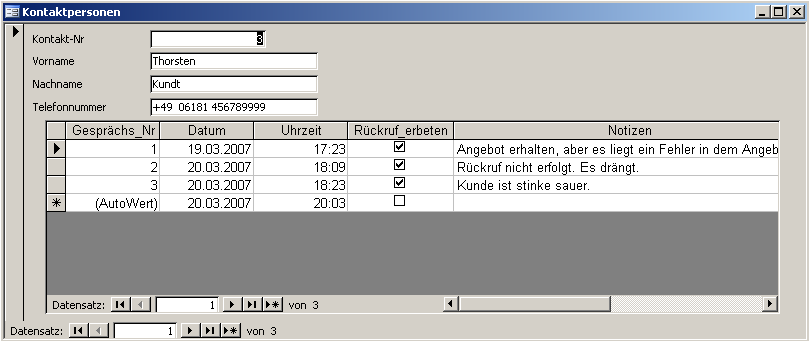 Kontaktpersonen
Kontakt-Nr 3
Vorname Thorsten
Nachname Kundt
Telefonnummer +49 06181 456789999
Gesprächs_Nr Datum Uhrzeit Rückruf_erbeten Notizen
1 19.03.2007 17:23 Angebot erhalten, aber es liegt ein Fehler in dem Angeb
2 20.03.2007 18:09 Rückruf nicht erfolgt. Es drängt.
3 20.03.2007 18:23 Kunde ist stinke sauer.
(AutoWert) 20.03.2007 20:03
Datensatz: 1 von 3
Datensatz: 1 von 3